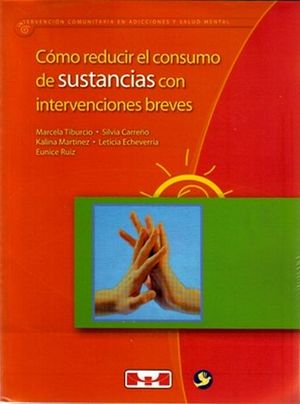 INTERVENCIÓN COMUNITARIA EN ADICCIONES Y SALUD MENTAL
Cómo reducir el consumo
de sustancias con
intervenciones breves
Marcela Tiburcio • Silvia Carreño
Kalina Martínez • Leticia Echeverría
Eunice Ruiz